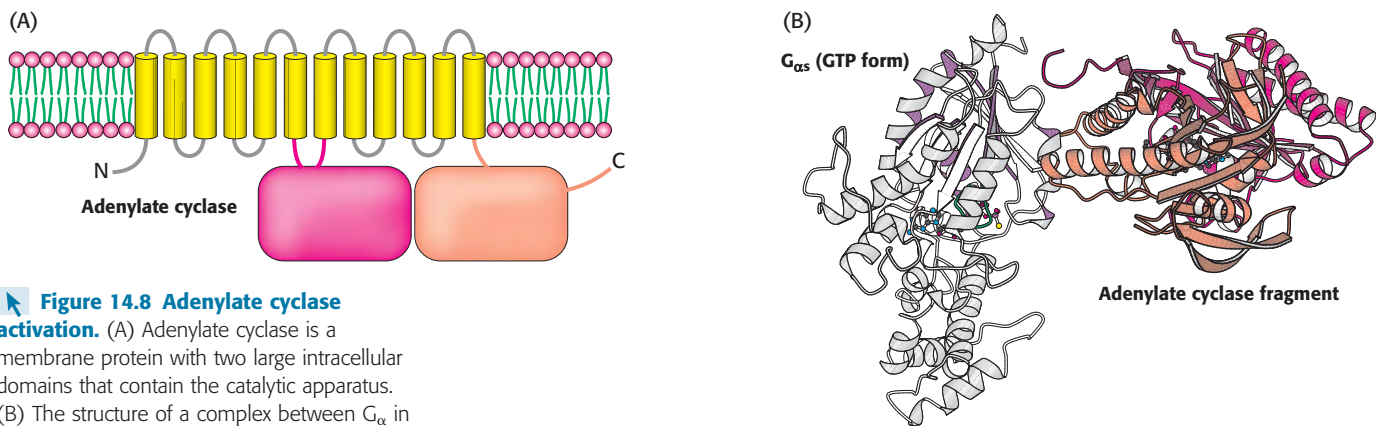 (A)
N
C
Adenylate cyclase
Figure 14.8 Adenylate cyclase
activation. (A) Adenylate cyclase is a
membrane protein with two large intracellular
domains that contain the catalytic apparatus.
(B) The structure of a complex between Gα in
(B)
Gαs (GTP form)
Adenylate cyclase fragment